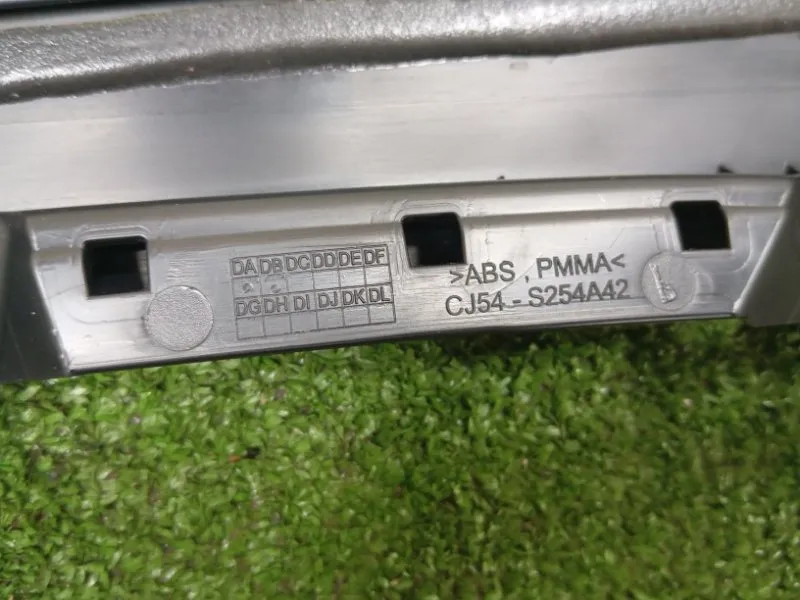 DA DB DC DD DE DF
DG DH DI DJ DK DL
>ABS , PMMA<
CJ54 - S254A42